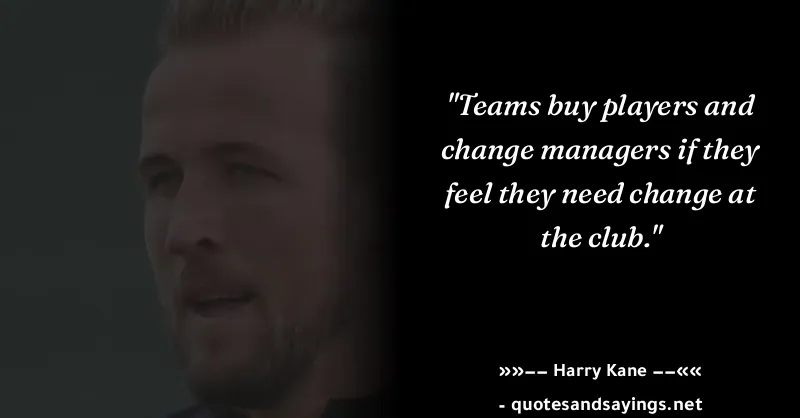 "Teams buy players and
change managers if they
feel they need change at
the club."
»»−− Harry Kane −−««
- quotesandsayings.net